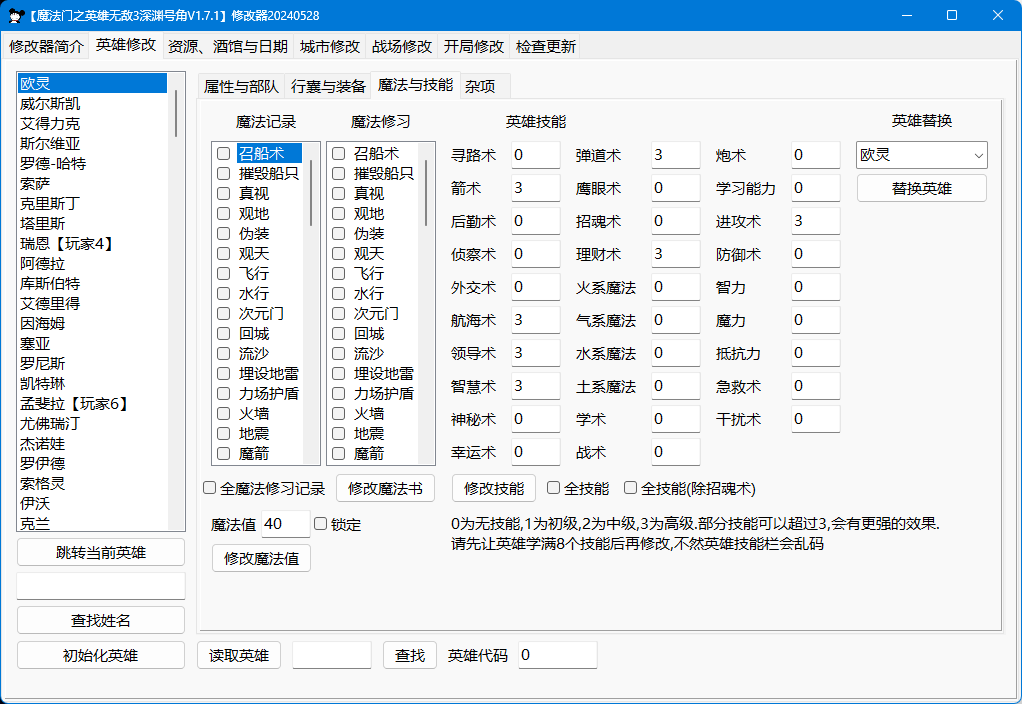 【魔法门之英雄无敌3深渊号角V1.7.1】修改器20240528
修改器简介 英雄修改 资源、酒馆与日期 城市修改 战场修改 开局修改 检查更新
欧灵
威尔斯凯
艾得力克
斯尔维亚
罗德-哈特
索萨
克里斯丁
塔里斯
瑞恩【玩家4】
阿德拉
库斯伯特
艾德里得
因海姆
塞亚
罗尼斯
凯特琳
孟斐拉【玩家6】
尤佛瑞汀
杰诺娃
罗伊德
索格灵
伊沃
克兰
跳转当前英雄
查找姓名
初始化英雄
属性与部队 行囊与装备 魔法与技能 杂项
魔法记录
召船术
摧毁船只
真视
观地
伪装
观天
飞行
水行
次元门
回城
流沙
埋设地雷
力场护盾
火墙
地震
魔箭
魔法修习
召船术
摧毁船只
真视
观地
伪装
观天
飞行
水行
次元门
回城
流沙
埋设地雷
力场护盾
火墙
地震
魔箭
英雄技能
寻路术 0 弹道术 3 炮术 0
箭术 3 鹰眼术 0 学习能力 0
后勤术 0 招魂术 0 进攻术 3
侦察术 0 理财术 3 防御术 0
外交术 0 火系魔法 0 智力 0
航海术 3 气系魔法 0 魔力 0
领导术 3 水系魔法 0 抵抗力 0
智慧术 3 土系魔法 0 急救术 0
神秘术 0 学术 0 干扰术 0
幸运术 0 战术 0
英雄替换
欧灵
替换英雄
全魔法修习记录 修改魔法书 修改技能 全技能 全技能(除招魂术)
魔法值 40 锁定
修改魔法值
0为无技能,1为初级,2为中级,3为高级.部分技能可以超过3,会有更强的效果.
请先让英雄学满8个技能后再修改,不然英雄技能栏会乱码
读取英雄 查找 英雄代码 0